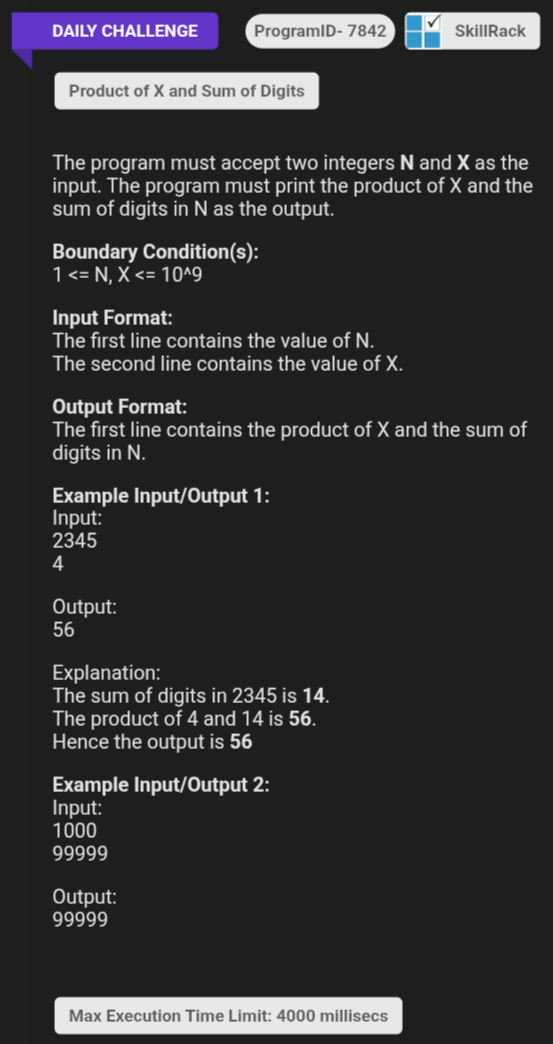 DAILY CHALLENGE
ProgramID- 7842
SkillRack
Product of X and Sum of Digits
The program must accept two integers N and X as the
input. The program must print the product of X and the
sum of digits in N as the output.
Boundary Condition(s):
1 <= N, X <= 10^9
Input Format:
The first line contains the value of N.
The second line contains the value of X.
Output Format:
The first line contains the product of X and the sum of
digits in N.
Example Input/Output 1:
Input:
2345
4
Output:
56
Explanation:
The sum of digits in 2345 is 14.
The product of 4 and 14 is 56.
Hence the output is 56
Example Input/Output 2:
Input:
1000
99999
Output:
99999
Max Execution Time Limit: 4000 millisecs